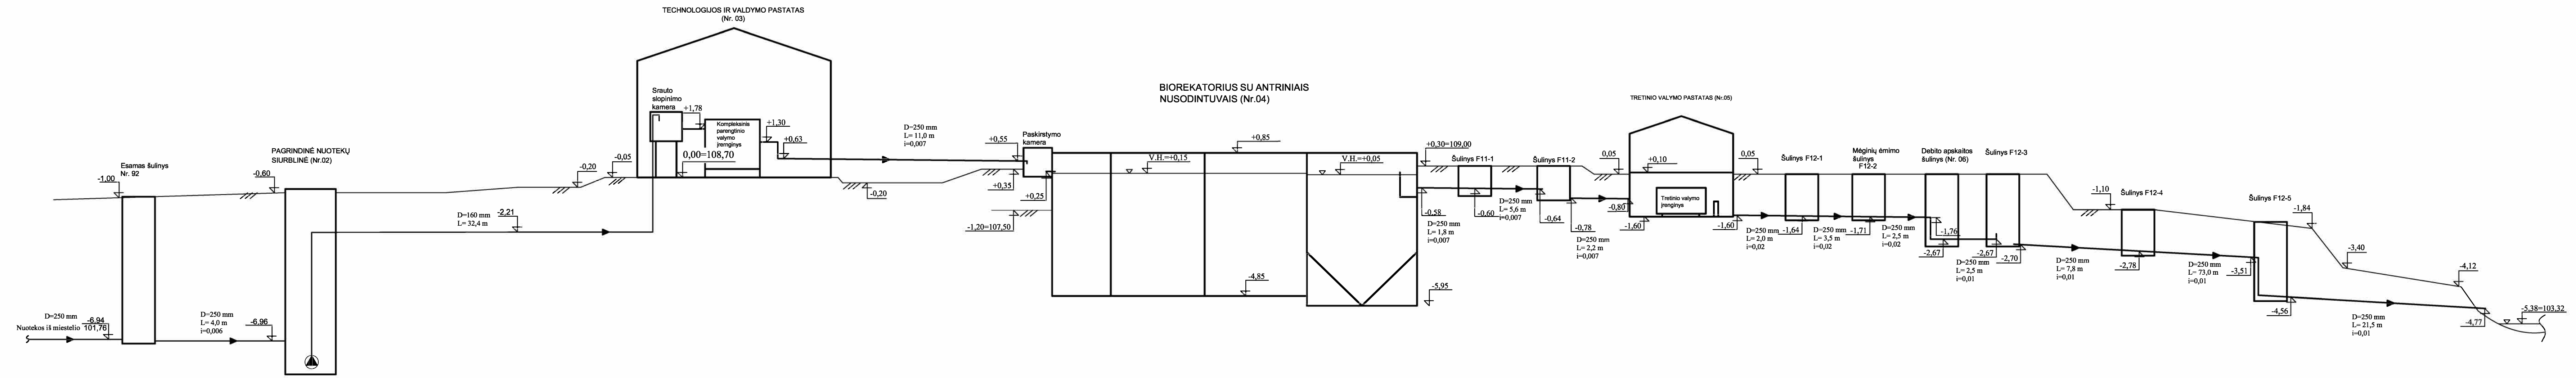 Esamas šulinys
Nr. 92
-1,00
D=250 mm
Nuotekos iš miestelio
-6.94
101,76
D=250 mm
L= 4,0 m
i=0,006
-6.96
PAGRINDINĖ NUOTEKŲ
SIURBLINĖ (Nr.02)
-0,60
D=160 mm
L= 32,4 m
-2,21
-0,20
-0,05
TECHNOLOGIJOS IR VALDYMO PASTATAS
(Nr. 03)
Srauto
slopinimo
kamera
+1,78
Kompleksinis
parengtinio
valymo
įremginys
0,00=108,70
+1,30
+0,63
-0,20
D=250 mm
L= 11,0 m
i=0,007
+0,55
Paskirstymo
kamera
+0,35
+0,25
-1,20=107,50
BIOREKATORIUS SU ANTRINIAIS
NUSODINTUVAIS (Nr.04)
+0,85
V.H.=+0,15
V.H.=+0,05
-4,85
-5,95
+0,30=109,00
-0,58
D=250 mm
L= 1,8 m
i=0,007
Šulinys F11-1
-0,60
D=250 mm
L= 5,6 m
i=0,007
Šulinys F11-2
-0,64
-0,78
D=250 mm
L= 2,2 m
i=0,007
0,05
-0,80
TRETINIO VALYMO PASTATAS (Nr.05)
+0,10
Tretinio valymo
įrenginys
-1,60
-1,60
0,05
D=250 mm
L= 2,0 m
i=0,02
Šulinys F12-1
-1,64
D=250 mm
L= 3,5 m
i=0,02
Mėginių ėmimo
šulinys
F12-2
-1,71
D=250 mm
L= 2,5 m
i=0,02
Debito apskaitos
šulinys (Nr. 06)
-1,76
-2,67
D=250 mm
L= 2,5 m
i=0,01
Šulinys F12-3
-2,67
-2,70
D=250 mm
L= 7,8 m
i=0,01
-1,10
Šulinys F12-4
-2,78
D=250 mm
L= 73,0 m
i=0,01
Šulinys F12-5
-3,51
-1,84
-4,56
-3,40
D=250 mm
L= 21,5 m
i=0,01
-4,12
-4,77
-5,38=103,32